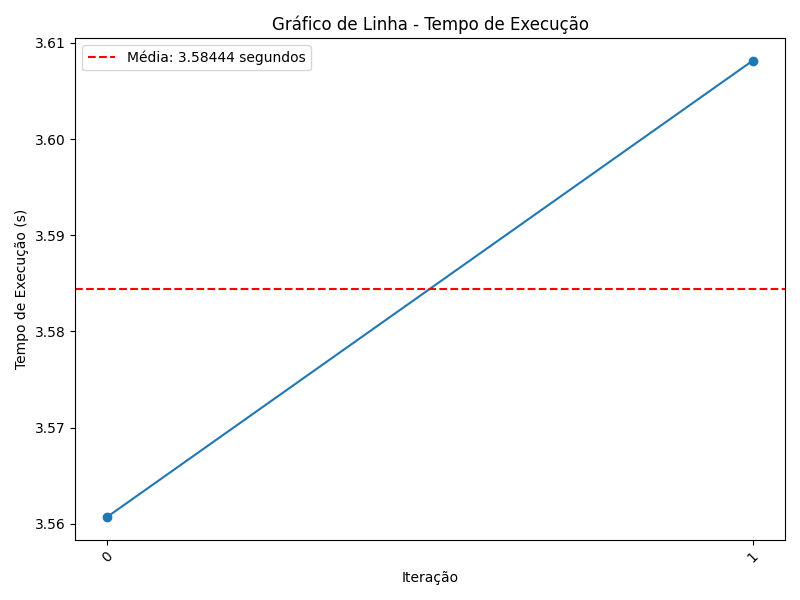 Gráfico de Linha - Tempo de Execução
Média: 3.58444 segundos
3.61
3.60
3.59
3.58
3.57
3.56
Tempo de Execução (s)
0
1
Iteração